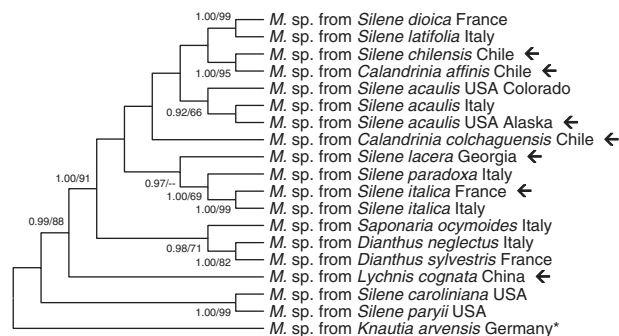 1.00/99
M. sp. from Silene dioica France
M. sp. from Silene latifolia Italy
M. sp. from Silene chilensis Chile ←
1.00/95
M. sp. from Calandrinia affinis Chile ←
M. sp. from Silene acaulis USA Colorado
0.92/66
M. sp. from Silene acaulis Italy
M. sp. from Silene acaulis USA Alaska ←
M. sp. from Calandrinia colchaguensis Chile ←
M. sp. from Silene lacera Georgia ←
1.00/91
0.97/--
M. sp. from Silene paradoxa Italy
1.00/69
M. sp. from Silene italica France ←
1.00/99
M. sp. from Silene italica Italy
0.99/88
M. sp. from Saponaria ocymoides Italy
0.98/71
M. sp. from Dianthus neglectus Italy
1.00/82
M. sp. from Dianthus sylvestris France
M. sp. from Lychnis cognata China ←
M. sp. from Silene caroliniana USA
1.00/99
M. sp. from Silene paryii USA
M. sp. from Knautia arvensis Germany*